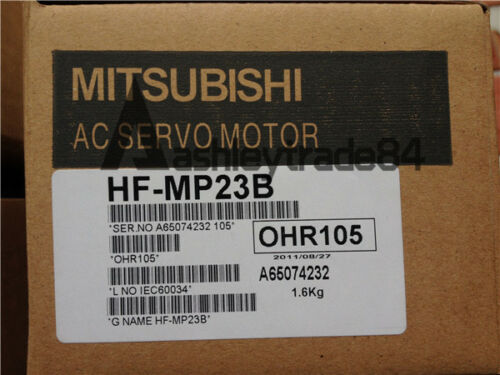 MITSUBISHI
AC SERVO MOTOR
ashleytrade84
HF-MP23B
*SER.NO A65074232 105*
OHR105
2011/08/27
*OHR105*
A65074232
*L NO IEC60034*
1.6Kg
*G NAME HF-MP23B*